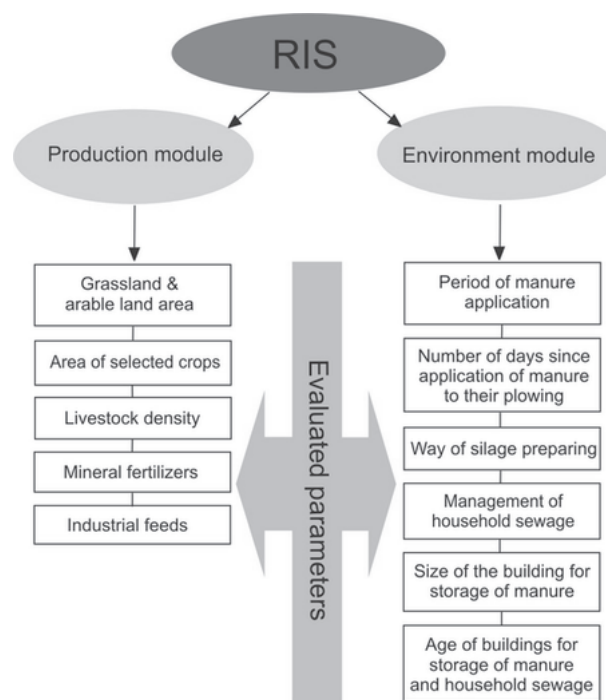 RIS
Production module
Environment module
Grassland &
arable land area
Area of selected crops
Livestock density
Mineral fertilizers
Industrial feeds
Evaluated parameters
Period of manure
application
Number of days since
application of manure
to their plowing
Way of silage preparing
Management of
household sewage
Size of the building for
storage of manure
Age of buildings for
storage of manure
and household sewage